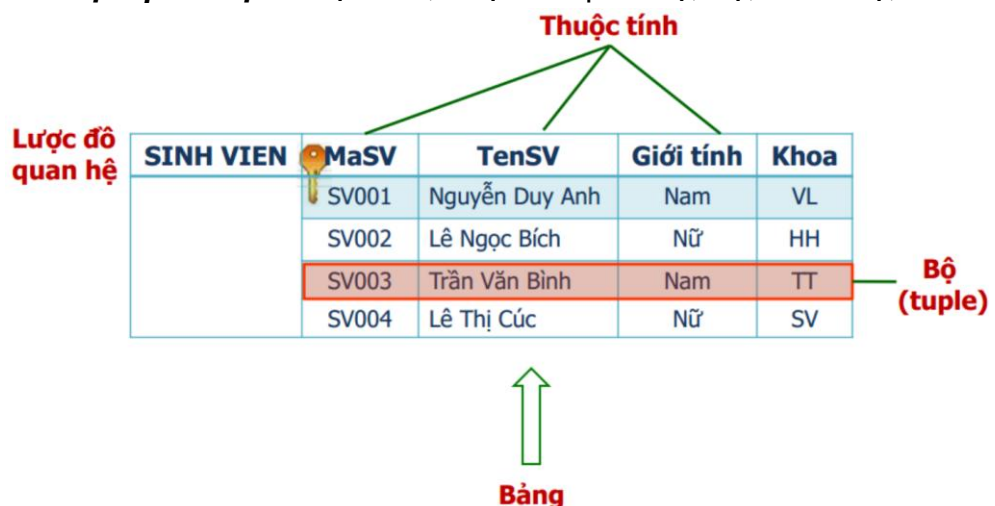 Thuộc tính
Lược đồ
quan hệ
SINH VIEN MaSV TenSV Giới tính Khoa
SV001 Nguyễn Duy Anh Nam VL
SV002 Lê Ngọc Bích Nữ HH
SV003 Trần Văn Bình Nam TT
SV004 Lê Thị Cúc Nữ SV
Bộ
(tuple)
Bảng